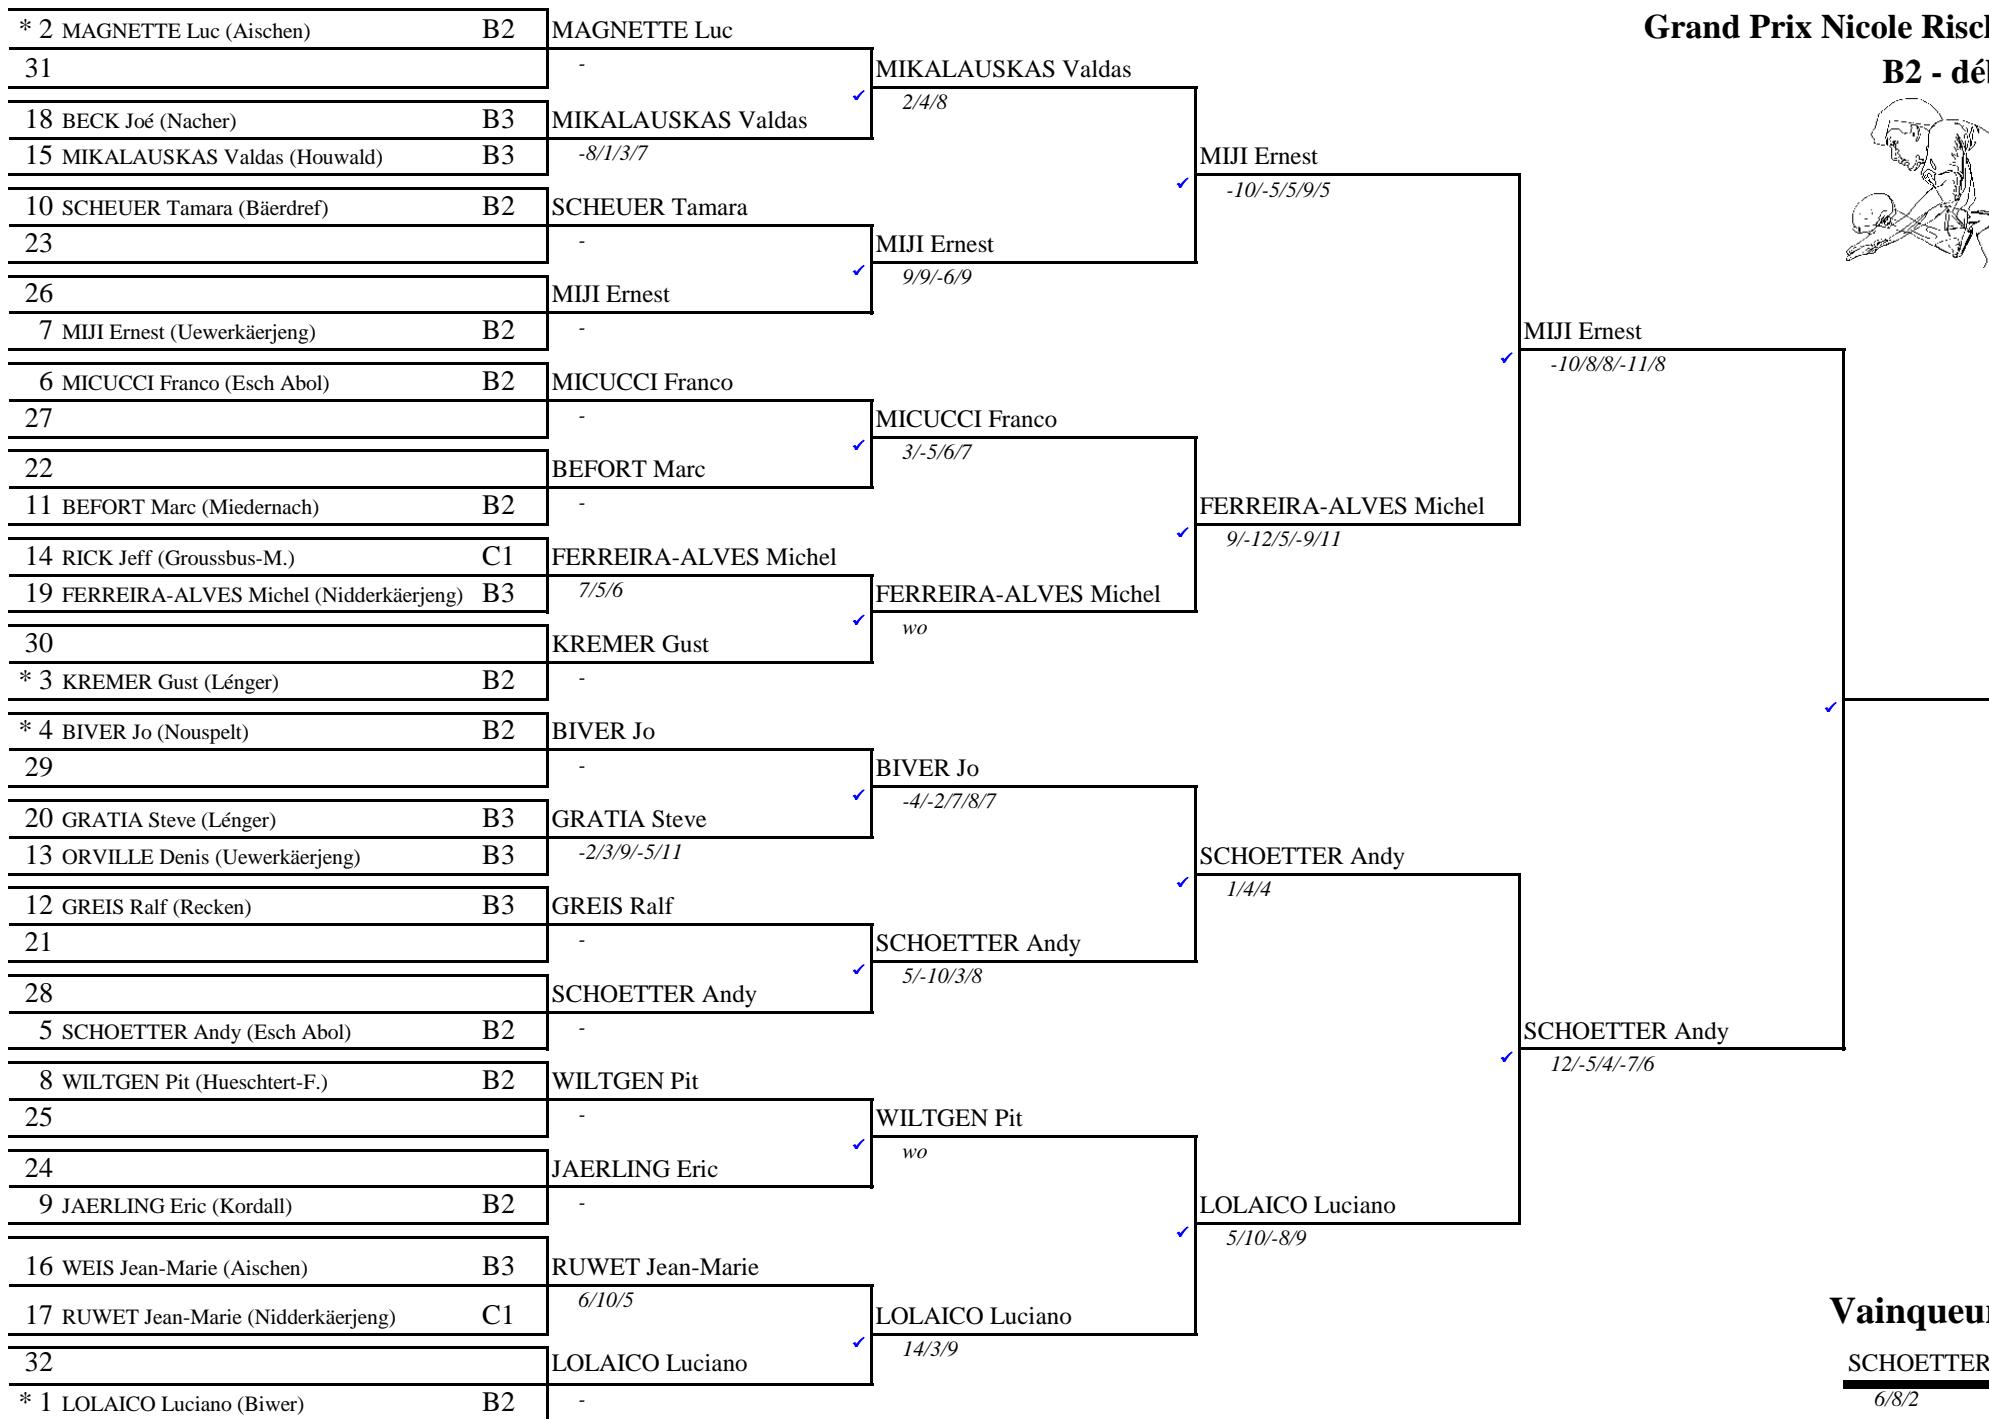 Grand Prix Nicole
B2 -
* 2 MAGNETTE Luc (Aischen) B2
31
18 BECK Joé (Nacher) B3
15 MIKALAUSKAS Valdas (Houwald) B3
10 SCHEUER Tamara (Bäerdref) B2
23
26
7 MIJI Ernest (Uewerkäerjeng) B2
6 MICUCCI Franco (Esch Abol) B2
27
22
11 BEFORT Marc (Miedernach) B2
14 RICK Jeff (Groussbus-M.) C1
19 FERREIRA-ALVES Michel (Nidderkäerjeng) B3
30
* 3 KREMER Gust (Lénger) B2
* 4 BIVER Jo (Nouspelt) B2
29
20 GRATIA Steve (Lénger) B3
13 ORVILLE Denis (Uewerkäerjeng) B3
12 GREIS Ralf (Recken) B3
21
28
5 SCHOETTER Andy (Esch Abol) B2
8 WILTGEN Pit (Hueschtert-F.) B2
25
24
9 JAERLING Eric (Kordall) B2
16 WEIS Jean-Marie (Aischen) B3
17 RUWET Jean-Marie (Nidderkäerjeng) C1
32
* 1 LOLAICO Luciano (Biwer) B2
MAGNETTE Luc
-
MIKALAUSKAS Valdas
-8/1/3/7
SCHEUER Tamara
-
MIJI Ernest
-
MICUCCI Franco
-
BEFORT Marc
-
FERREIRA-ALVES Michel
7/5/6
KREMER Gust
-
BIVER Jo
-
GRATIA Steve
-2/3/9/-5/11
GREIS Ralf
-
SCHOETTER Andy
-
WILTGEN Pit
-
JAERLING Eric
-
RUWET Jean-Marie
6/10/5
LOLAICO Luciano
-
MIKALAUSKAS Valdas
2/4/8
MIJI Ernest
9/9/-6/9
MICUCCI Franco
3/-5/6/7
FERREIRA-ALVES Michel
wo
BIVER Jo
-4/-2/7/8/7
SCHOETTER Andy
5/-10/3/8
WILTGEN Pit
wo
LOLAICO Luciano
14/3/9
MIJI Ernest
-10/-5/5/9/5
FERREIRA-ALVES Michel
9/-12/5/-9/11
SCHOETTER Andy
1/4/4
LOLAICO Luciano
5/10/-8/9
MIJI Ernest
-10/8/8/-11/8
SCHOETTER Andy
12/-5/4/-7/6
Vainqueur
SCHOETTER
6/8/2